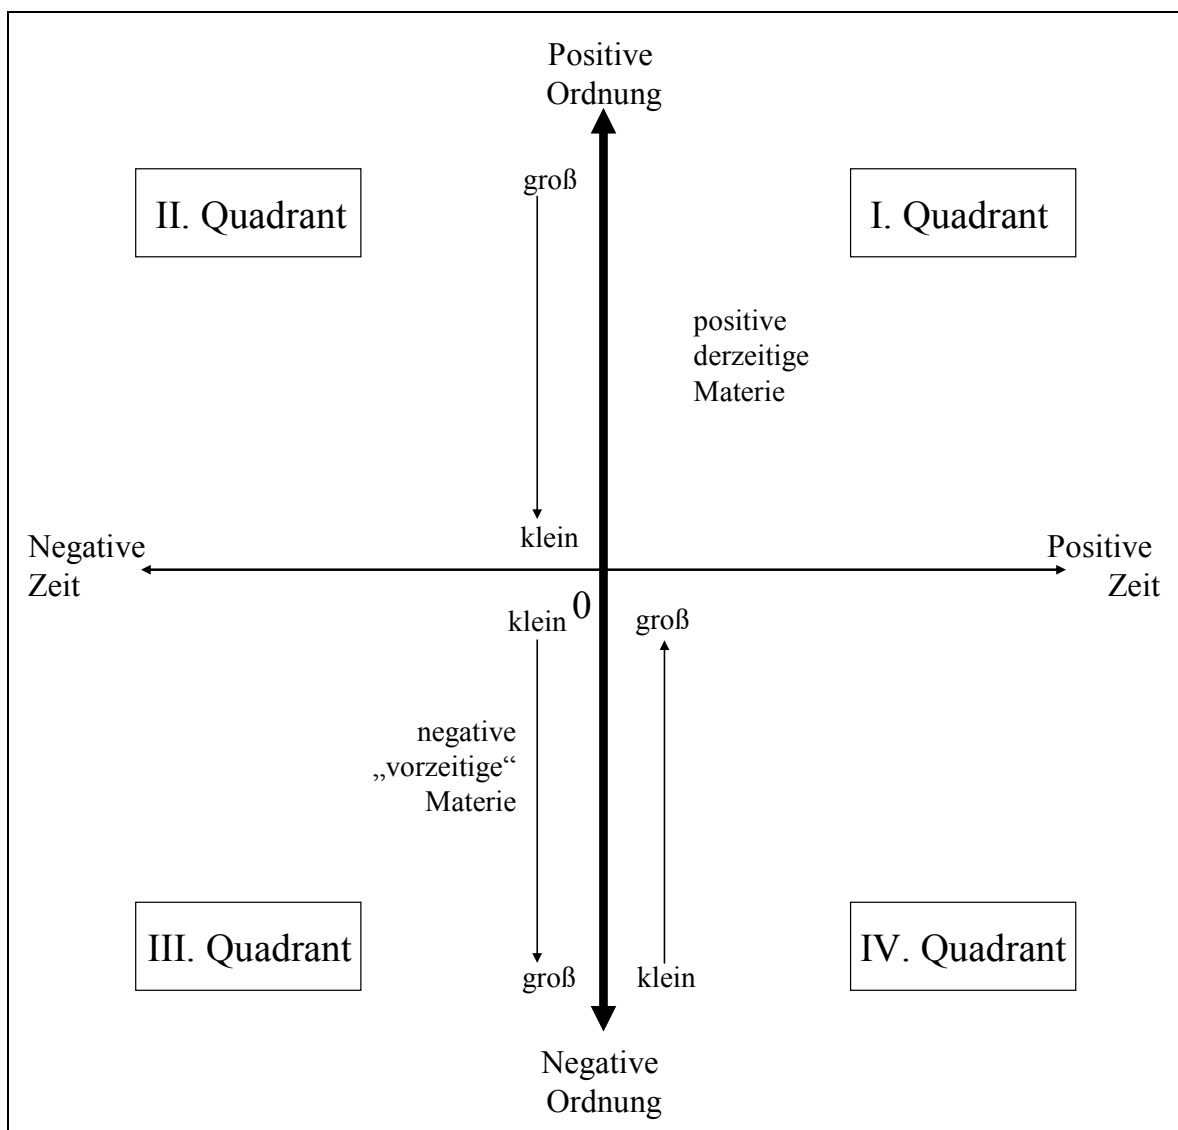 Positive
Ordnung
II. Quadrant
groß
I. Quadrant
positive
derzeitige
Materie
klein
Negative
Zeit
Positive
Zeit
0
klein
groß
negative
„vorzeitige“
Materie
III. Quadrant
groß
klein
IV. Quadrant
Negative
Ordnung